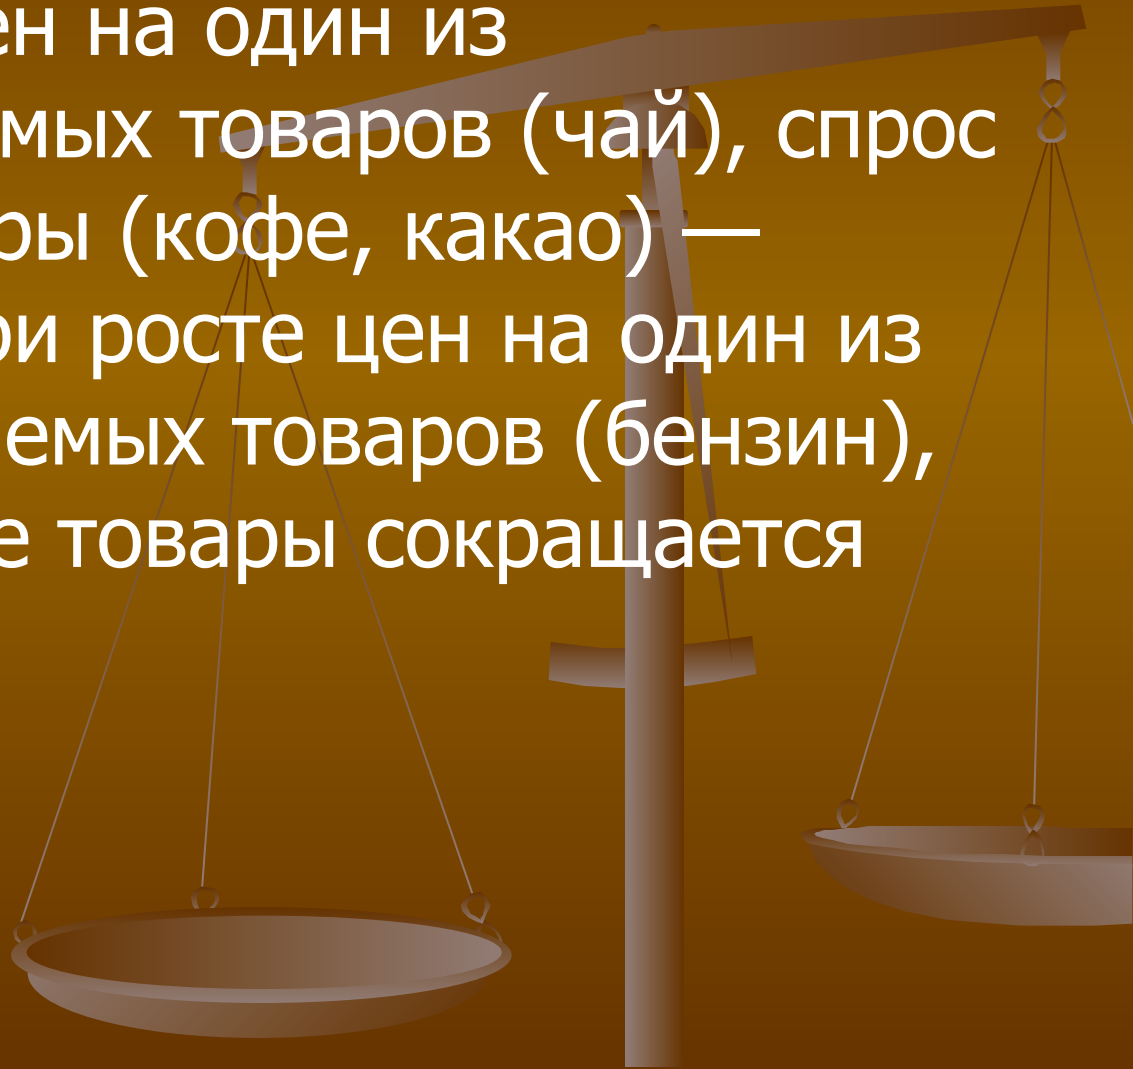 ен на один из
мых товаров (чай), спрос
ры (кофе, какао) —
ри росте цен на один из
емых товаров (бензин),
е товары сокращается